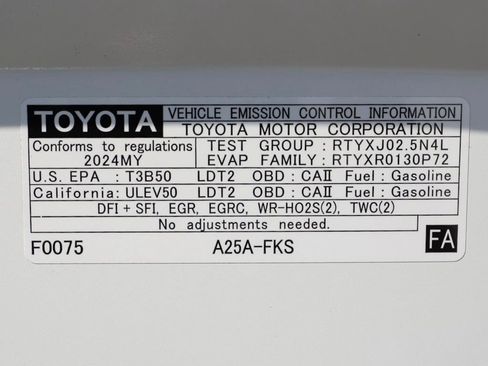 TOYOTA VEHICLE EMISSION CONTROL INFORMATION
TOYOTA MOTOR CORPORATION
Conforms to regulations TEST GROUP : RTYXJ02.5N4L
2024MY EVAP FAMILY : RTYXR0130P72
U.S. EPA : T3B50 LDT2 OBD : CAⅡ Fuel : Gasoline
California: ULEV50 LDT2 OBD : CAⅡ Fuel : Gasoline
DFI + SFI, EGR, EGRC, WR-HO2S(2), TWC(2)
No adjustments needed.
F0075 A25A-FKS FA